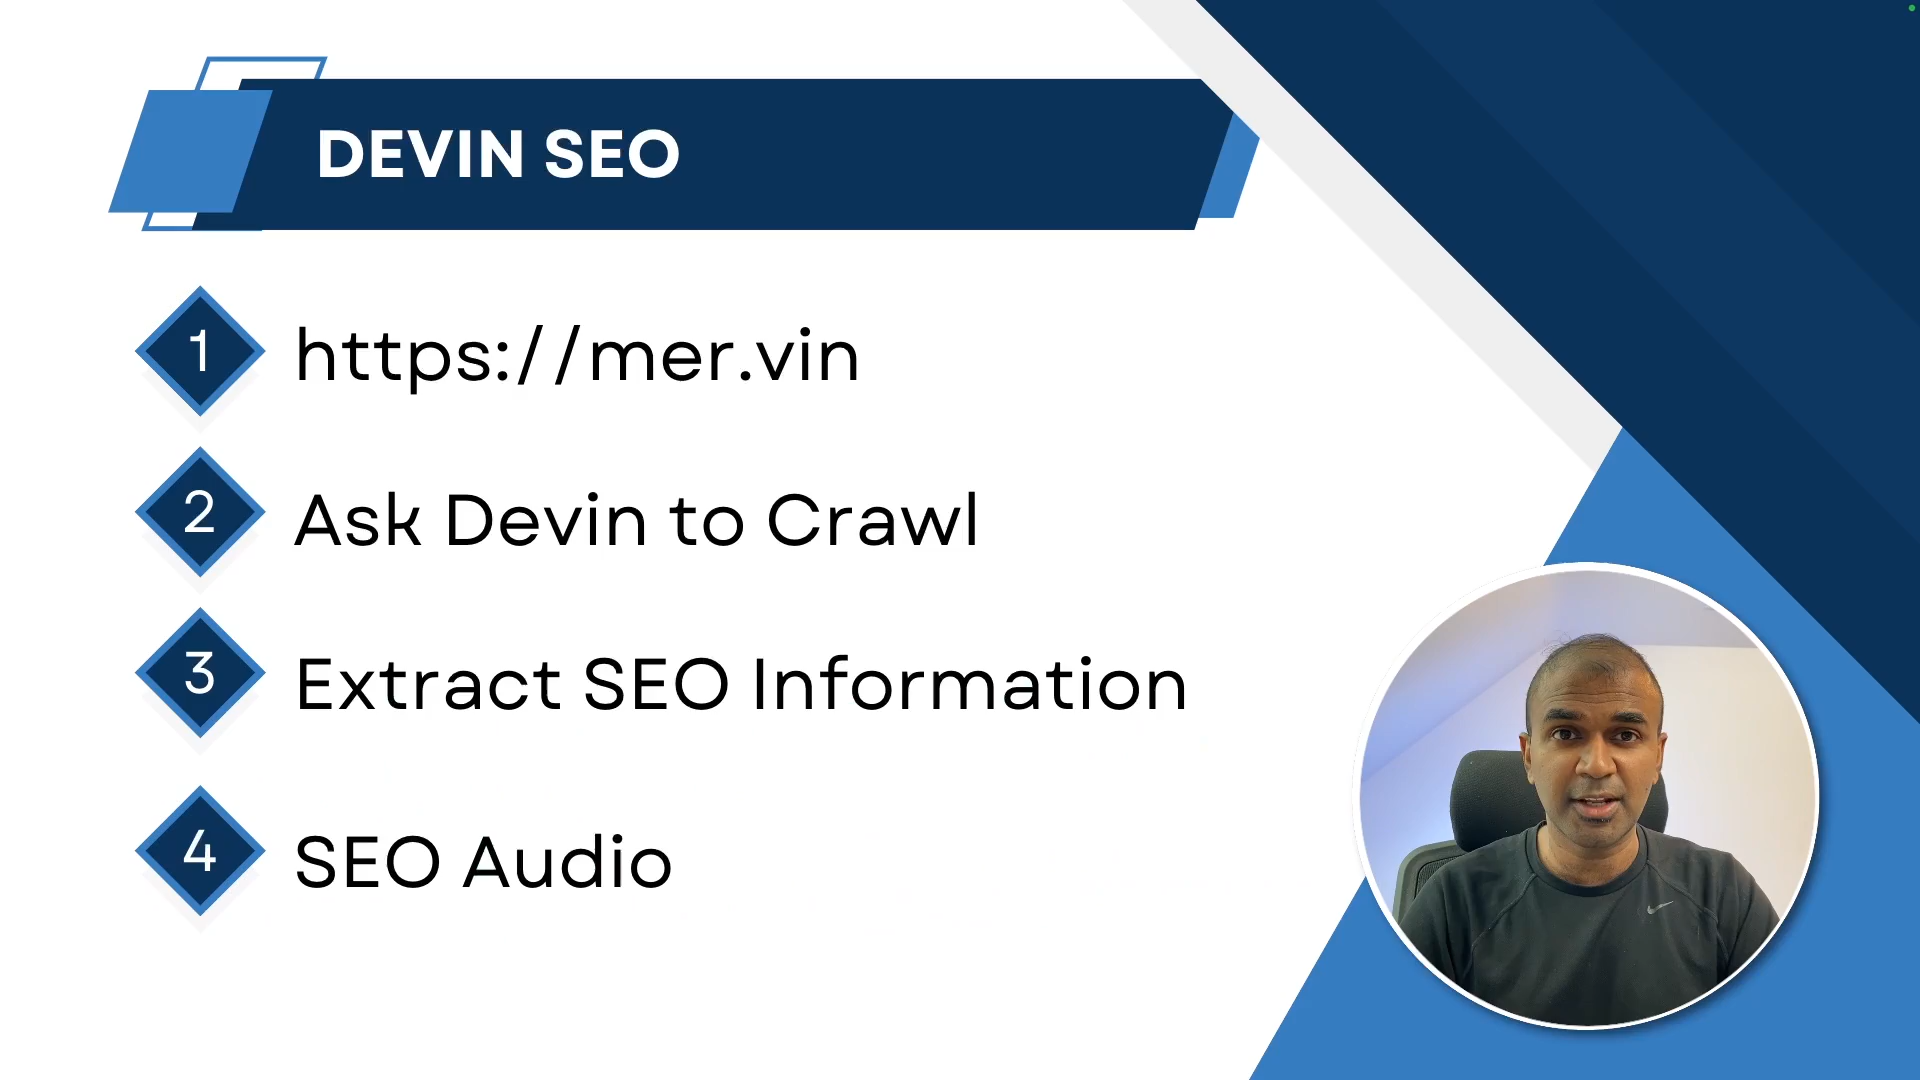 DEVIN SEO
1 https://mer.vin
2 Ask Devin to Crawl
3 Extract SEO Information
4 SEO Audio